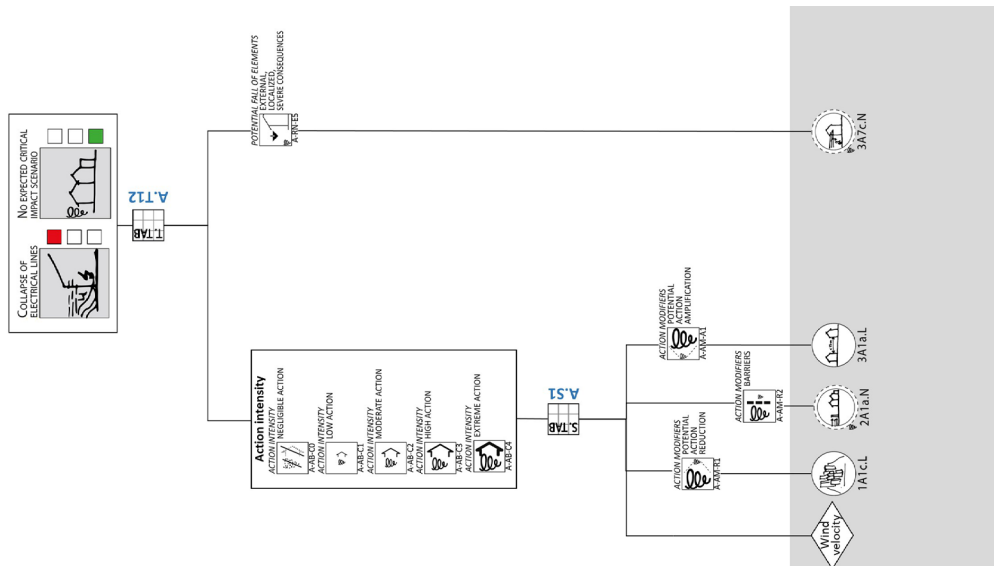 COLLAPSE OF
ELECTRICAL LINES
NO EXPECTED CRITICAL
IMPACT SCENARIO
T.TAB
A.T12
Action intensity
ACTION INTENSITY
NEGLIGIBLE ACTION
A-AB-C0
ACTION INTENSITY
LOW ACTION
A-AB-C1
ACTION INTENSITY
MODERATE ACTION
A-AB-C2
ACTION INTENSITY
HIGH ACTION
A-AB-C3
ACTION INTENSITY
EXTREME ACTION
A-AB-C4
POTENTIAL FALL OF ELEMENTS
EXTERNAL,
LOCALIZED,
SEVERE CONSEQUENCES
A-RN-E5
S.TAB
A.S1
ACTION MODIFIERS
POTENTIAL
ACTION
REDUCTION
A-AM-R1
ACTION MODIFIERS
BARRIERS
A-AM-R2
ACTION MODIFIERS
POTENTIAL
ACTION
AMPLIFICATION
A-AM-A1
Wind
velocity
1A1c.L
2A1a.N
3A1a.L
3A7c.N